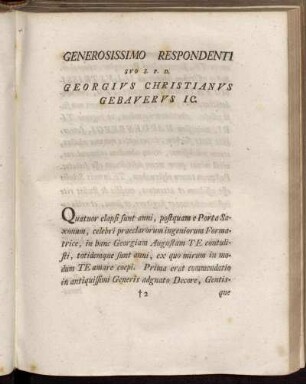 GENEROSISSIMO RESPONDENTI
SVO S. P. D.
GEORGIVS CHRISTIANVS
GEBAVERVS IC.
Quatuor elapsi sunt anni, postquam e Porta Sa-
xonum, celebri praeclarorum ingeniorum Forma-
trice, in hanc Georgiam Augustam TE contuli-
sti, totidemque sunt anni, ex quo mirum in mo-
dum TE amare coepi. Prima erat commendatio
in antiquissimi Generis adgnato Decore, Gentis-
†2 que